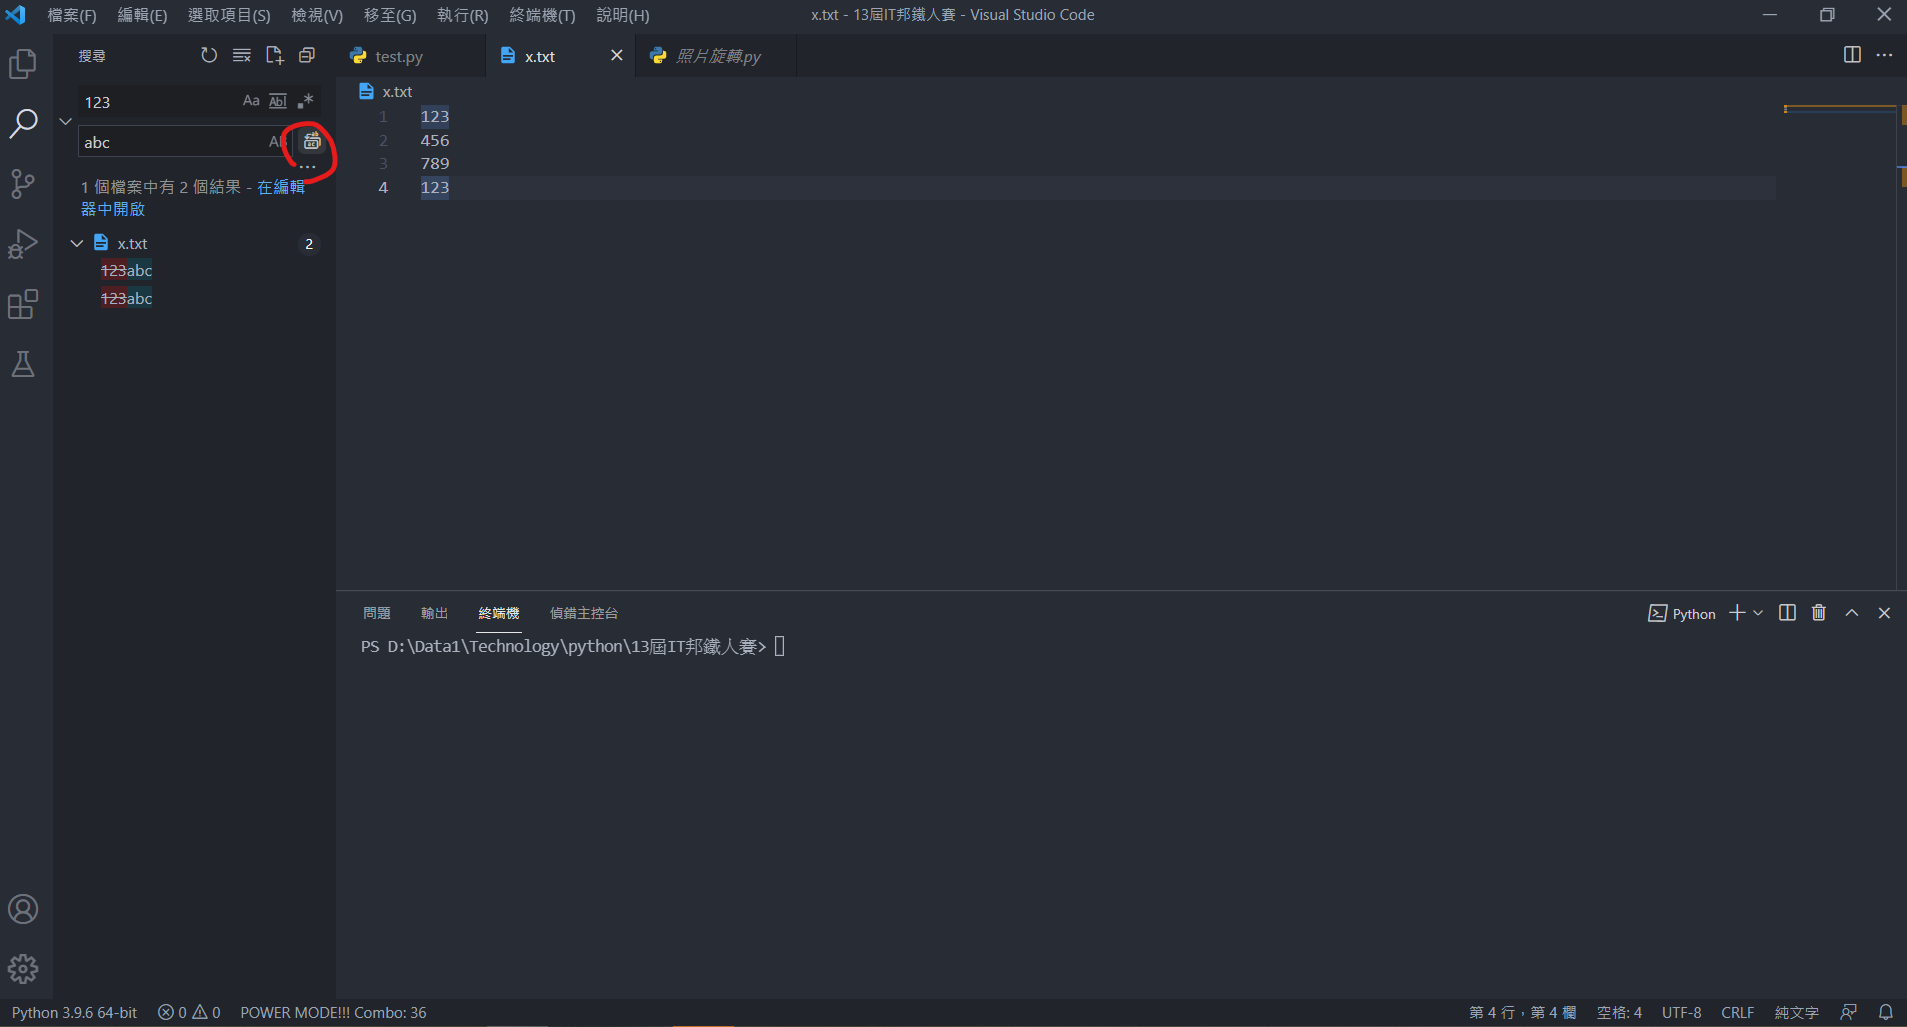 檔案(F) 編輯(E) 選取項目(S) 檢視(V) 移至(G) 執行(R) 終端機(T) 說明(H) x.txt - 13屆IT邦鐵人賽 - Visual Studio Code
搜尋
test.py x.txt 照片旋轉.py
123 Aa Abl .*
abc AB
1 個檔案中有 2 個結果 - 在編輯
器中開啟
x.txt 2
123abc
123abc
x.txt
1 123
2 456
3 789
4 123
問題 輸出 終端機 偵錯主控台 Python
PS D:\Data1\Technology\python\13屆IT邦鐵人賽>
Python 3.9.6 64-bit 0 0 POWER MODE!!! Combo: 36 第 4 行，第 4 欄 空格: 4 UTF-8 CRLF 純文字